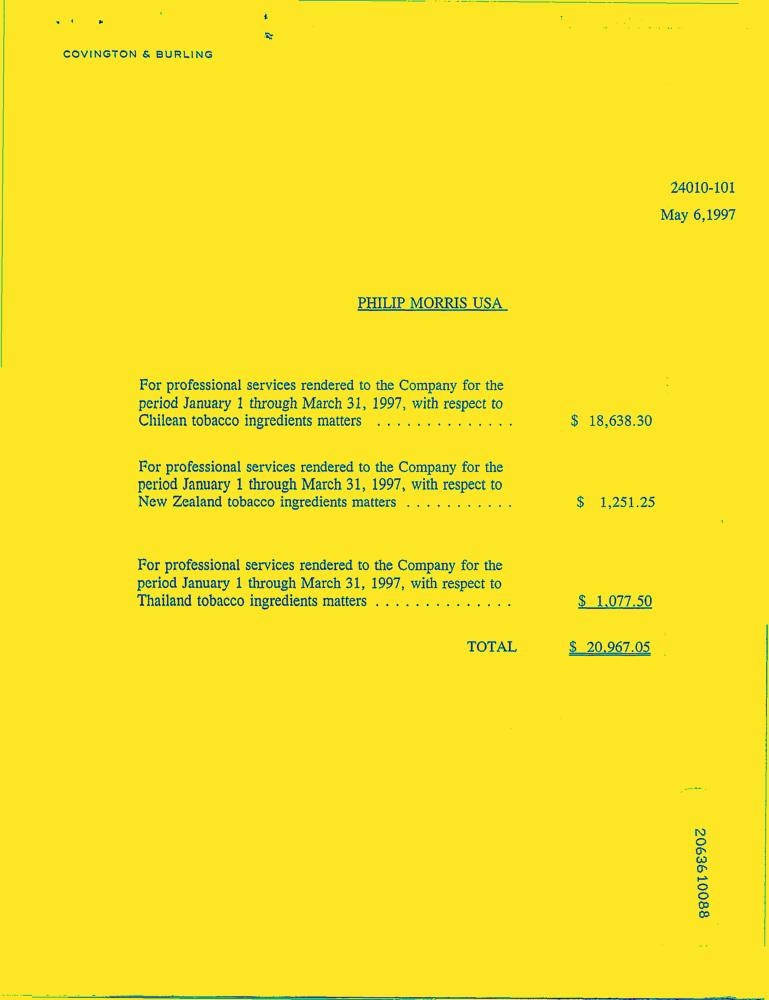 COVINGTON & BURLING
24010-101
May 6,1997
PHILIP MORRIS USA
For professional services rendered to the Company for the
period January 1 through March 31, 1997, with respect to
Chilean tobacco ingredients matters . . . . . . . . . . . . . . $ 18,638.30
For professional services rendered to the Company for the
period January 1 through March 31, 1997, with respect to
New Zealand tobacco ingredients matters . . . . . . . . . . . $ 1,251.25
For professional services rendered to the Company for the
period January 1 through March 31, 1997, with respect to
Thailand tobacco ingredients matters . . . . . . . . . . . . . . $ 1,077.50
TOTAL $ 20,967.05
2063610088